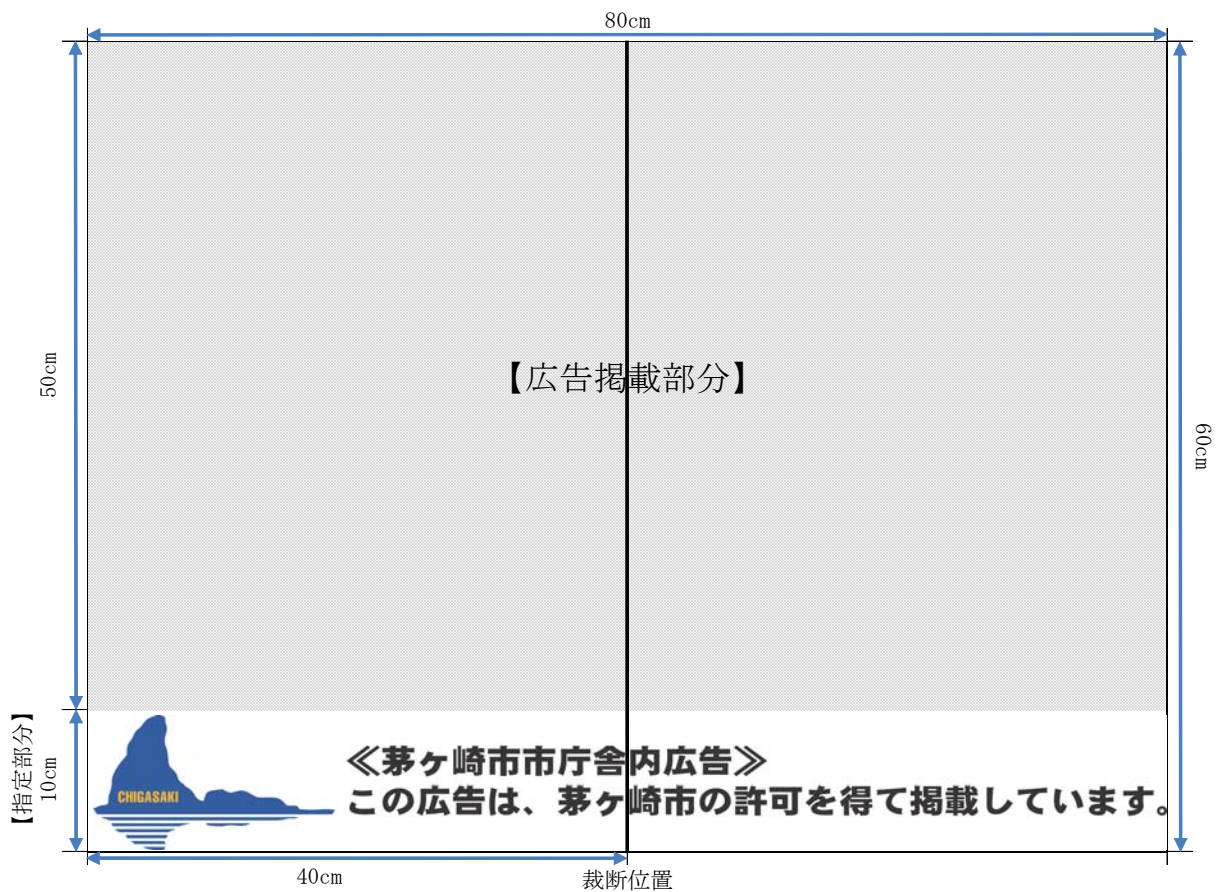 80cm
50cm
【広告掲載部分】
60cm
【指定部分】
10cm
CHIGASAKI
≪茅ヶ崎市市庁舎内広告≫
この広告は、茅ヶ崎市の許可を得て掲載しています。
40cm
裁断位置